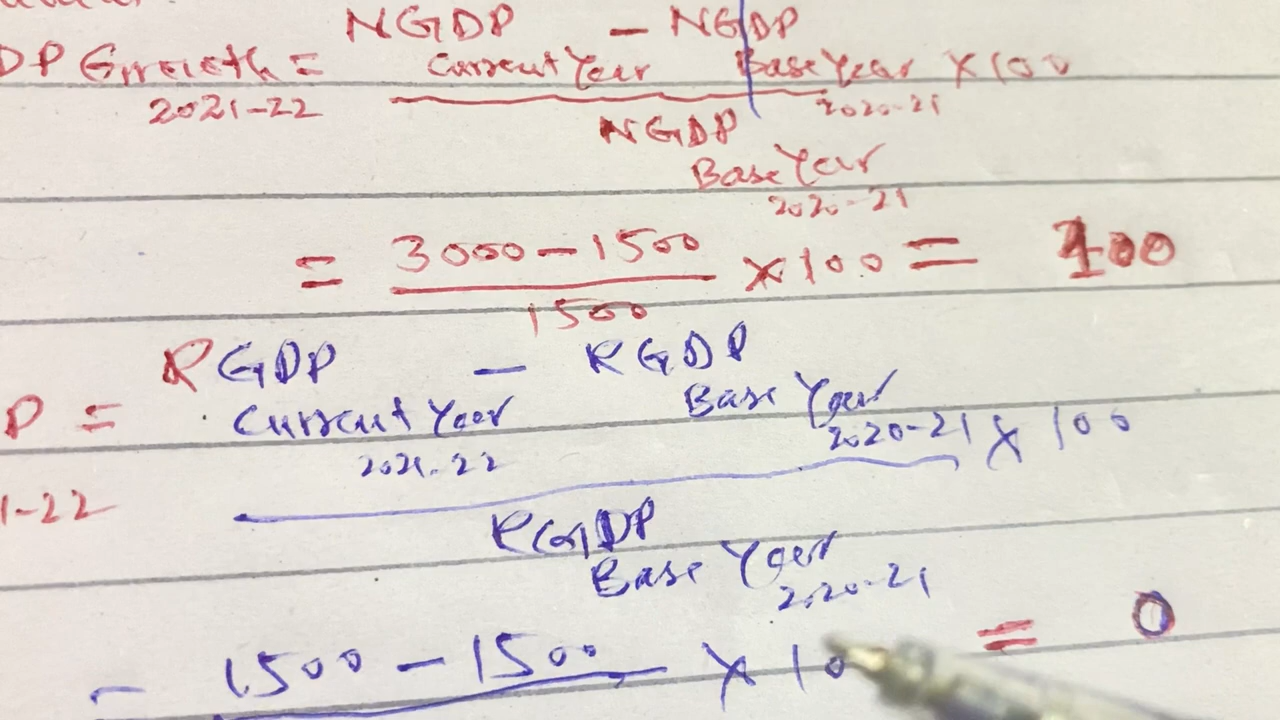 NGDP - NGDP
DP Growth = Current Year Base Year × 100
2021-22 2020-21
NGDP
Base Year
2020-21
= 3000 - 1500 × 100 = 100
1500
RGDP - RGDP
P = Current Year Base Year
2021-22 2020-21 × 100
1-22
RGDP
Base Year
2020-21
1500 - 1500 × 10 = 0